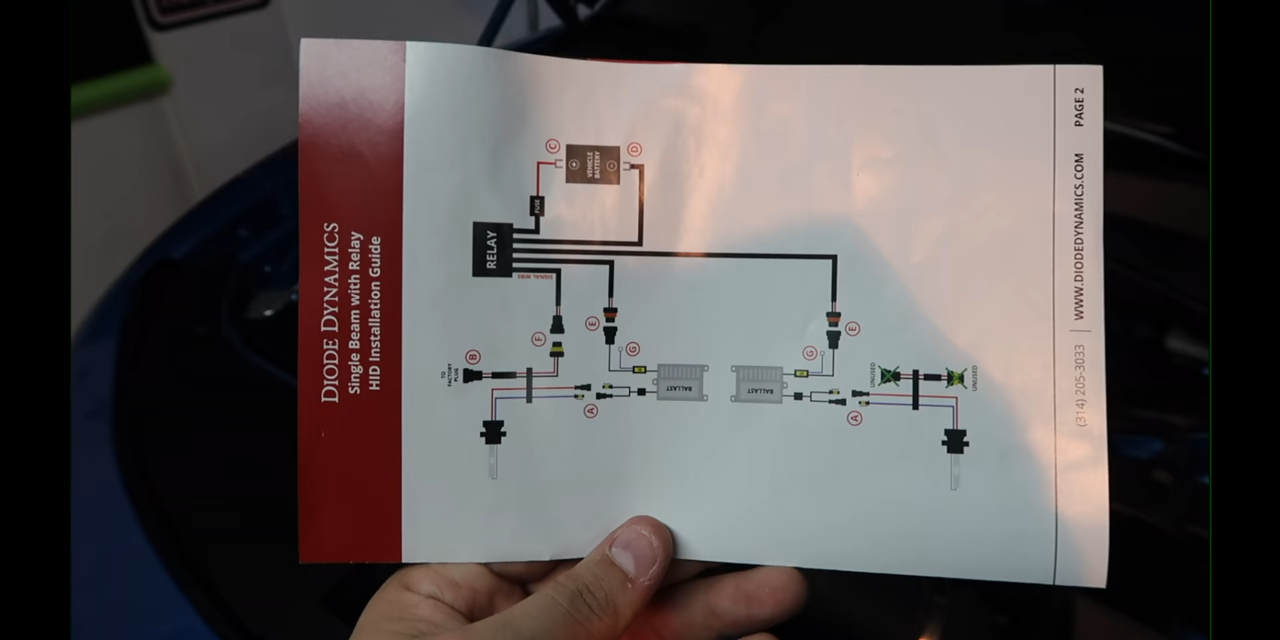 DIODE DYNAMICS
Single Beam with Relay
HID Installation Guide
RELAY
SIGNAL WIRE
FUSE
C
+
VEHICLE
BATTERY
-
D
TO
FACTORY
PLUG
B
F
E
G
A
BALLAST
BALLAST
G
E
A
UNUSED
UNUSED
(314) 205-3033 | WWW.DIODEDYNAMICS.COM PAGE 2